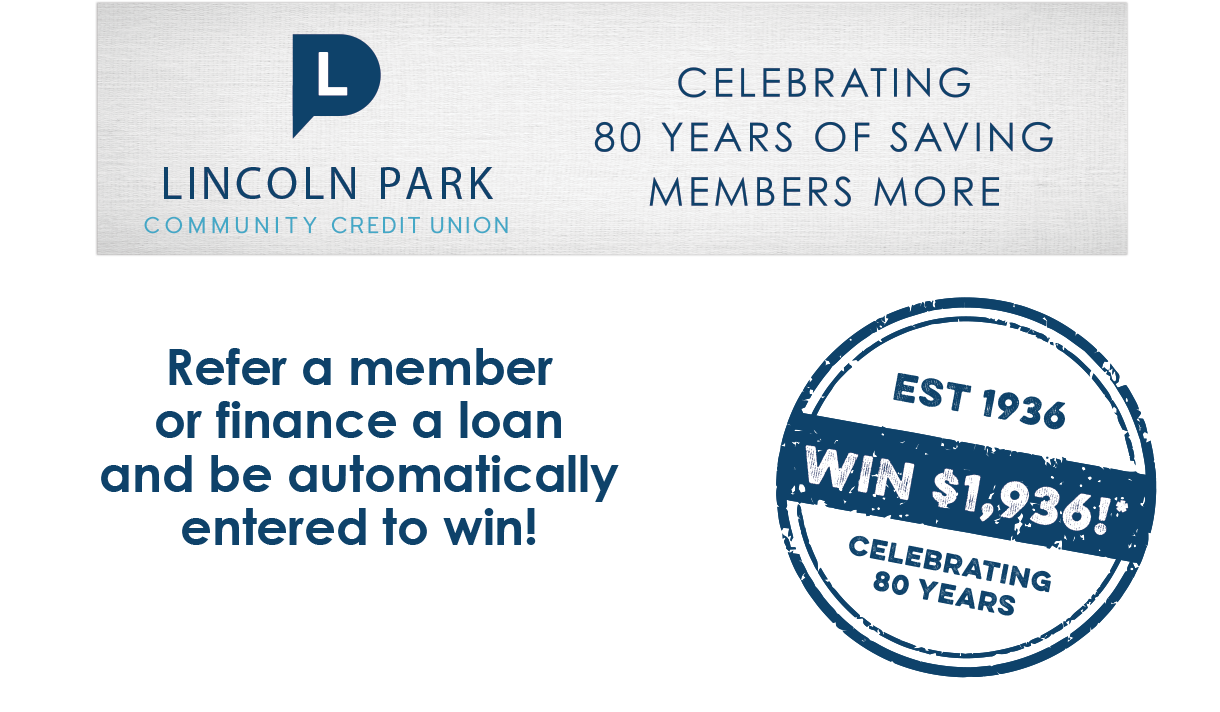 L
LINCOLN PARK
COMMUNITY CREDIT UNION
CELEBRATING
80 YEARS OF SAVING
MEMBERS MORE
Refer a member
or finance a loan
and be automatically
entered to win!
EST 1936
WIN $1,936!*
CELEBRATING
80 YEARS